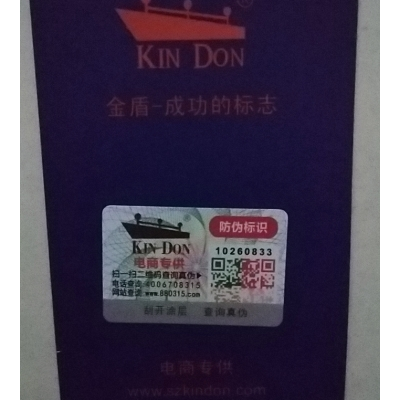 KIN DON
金盾-成功的标志
KIN DON
防伪标识
10260833
电商专供
扫一扫二维码查询真伪▶
电话查询:4006708315
网站查询:www.880315.com
刮开涂层 查询真伪
电商专供
www.szkindon.com